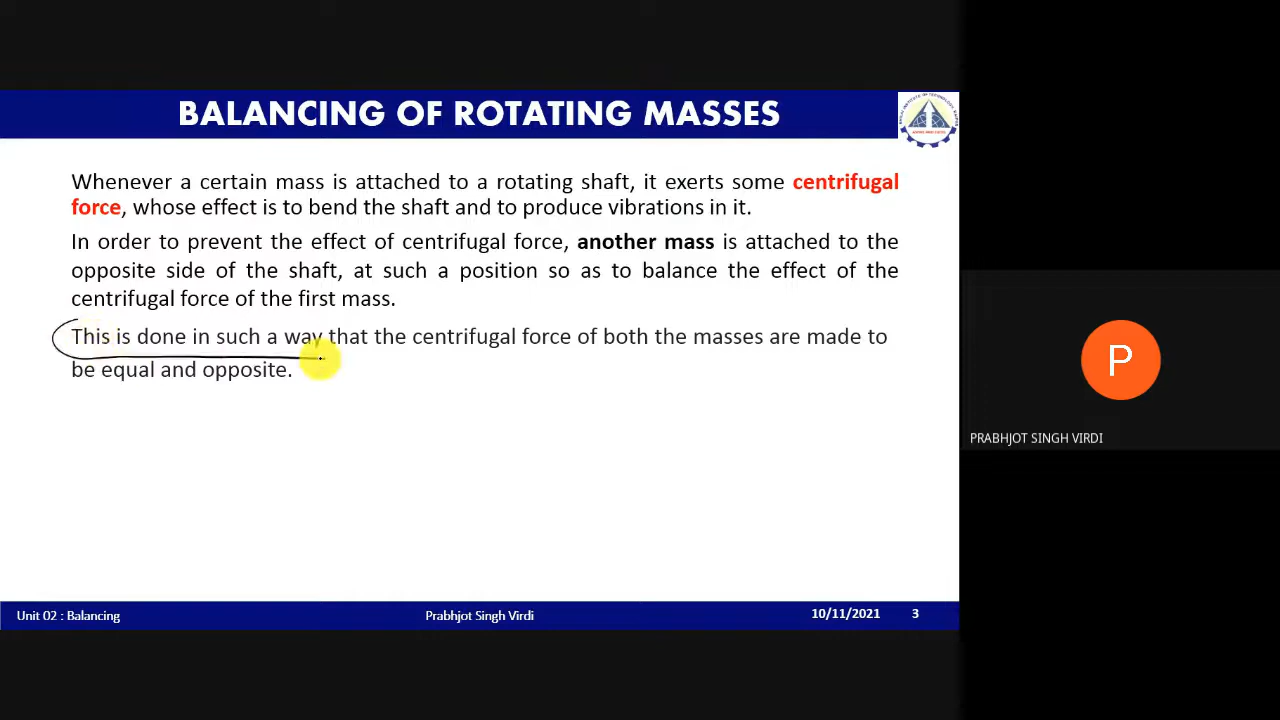 BALANCING OF ROTATING MASSES
Whenever a certain mass is attached to a rotating shaft, it exerts some centrifugal
force, whose effect is to bend the shaft and to produce vibrations in it.
In order to prevent the effect of centrifugal force, another mass is attached to the
opposite side of the shaft, at such a position so as to balance the effect of the
centrifugal force of the first mass.
This is done in such a way that the centrifugal force of both the masses are made to
be equal and opposite.
P
PRABHJOT SINGH VIRDI
Unit 02 : Balancing
Prabhjot Singh Virdi
10/11/2021
3